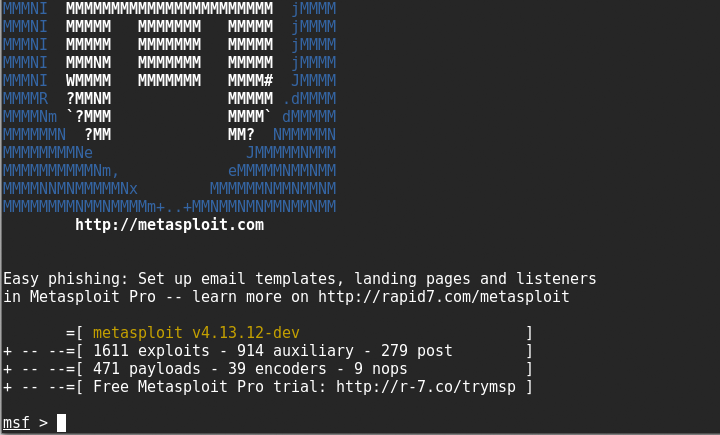 MMMNI  MMMMMMMMMMMMMMMMMMMMMMM  jMMMM
MMMNI  MMMMM   MMMMMMM   MMMMM  jMMMM
MMMNI  MMMMM   MMMMMMM   MMMMM  jMMMM
MMMNI  MMMNM   MMMMMMM   MMMMM  jMMMM
MMMNI  WMMMM   MMMMMMM   MMMM#  JMMMM
MMMMR  ?MMNM             MMMMM .dMMMM
MMMMNm `?MMM             MMMM` dMMMMM
MMMMMMN  ?MM             MM?  NMMMMMN
MMMMMMMMNe                 JMMMMMNMMM
MMMMMMMMMMNm,            eMMMMMNMMNMM
MMMMNNMNMMMMMNx        MMMMMMNMMNMMNM
MMMMMMMMNMMNMMMMm+..+MMNMMNMNMMNMMNMM
        http://metasploit.com
Easy phishing: Set up email templates, landing pages and listeners
in Metasploit Pro -- learn more on http://rapid7.com/metasploit
       =[ metasploit v4.13.12-dev                         ]
+ -- --=[ 1611 exploits - 914 auxiliary - 279 post        ]
+ -- --=[ 471 payloads - 39 encoders - 9 nops             ]
+ -- --=[ Free Metasploit Pro trial: http://r-7.co/trymsp ]
msf >